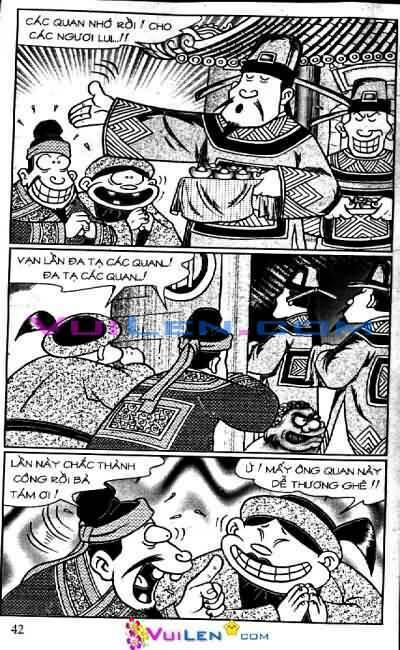 CÁC QUAN NHỚ RỒI ! CHO
CÁC NGƯƠI LUI...!!
VẠN LẦN ĐA TẠ CÁC QUAN..!
ĐA TẠ CÁC QUAN..!
VUILEN.COM
LẦN NÀY CHẮC THÀNH
CÔNG RỒI BÀ
TÁM ƠI !
Ừ ! MẤY ÔNG QUAN NÀY
DỄ THƯƠNG GHÊ !!
42
VUILEN.COM